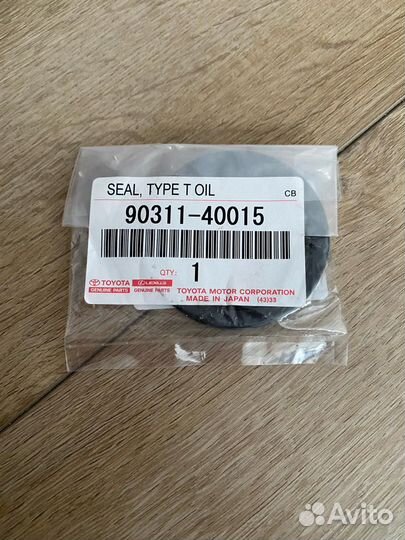 SEAL, TYPE T OIL
CB
90311-40015
QTY: 1
TOYOTA
GENUINE PARTS
LEXUS
GENUINE PARTS
TOYOTA MOTOR CORPORATION
MADE IN JAPAN (43)33
Avito